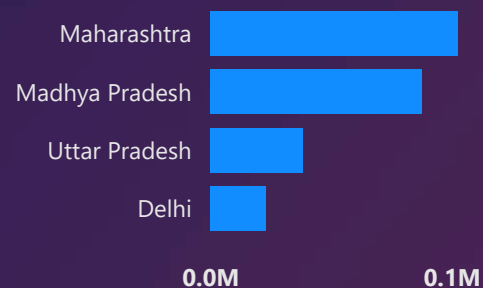 Maharashtra
Madhya Pradesh
Uttar Pradesh
Delhi
0.0M 0.1M